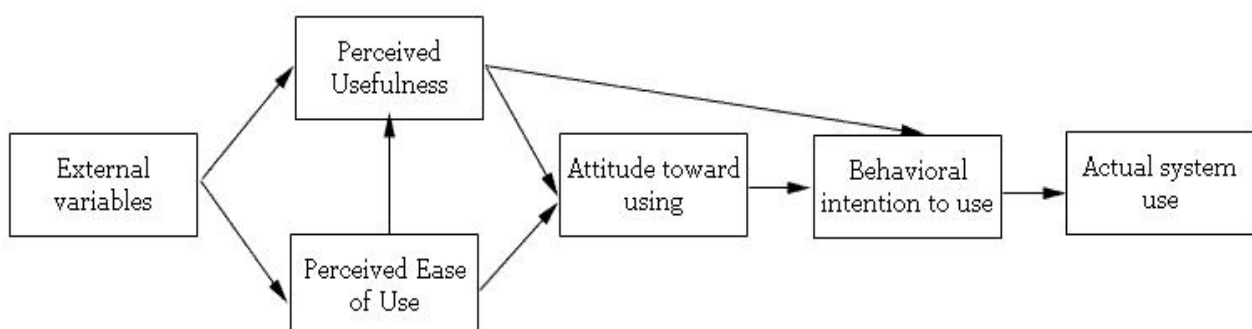 Perceived
Usefulness
External
variables
Attitude toward
using
Behavioral
intention to use
Actual system
use
Perceived Ease
of Use